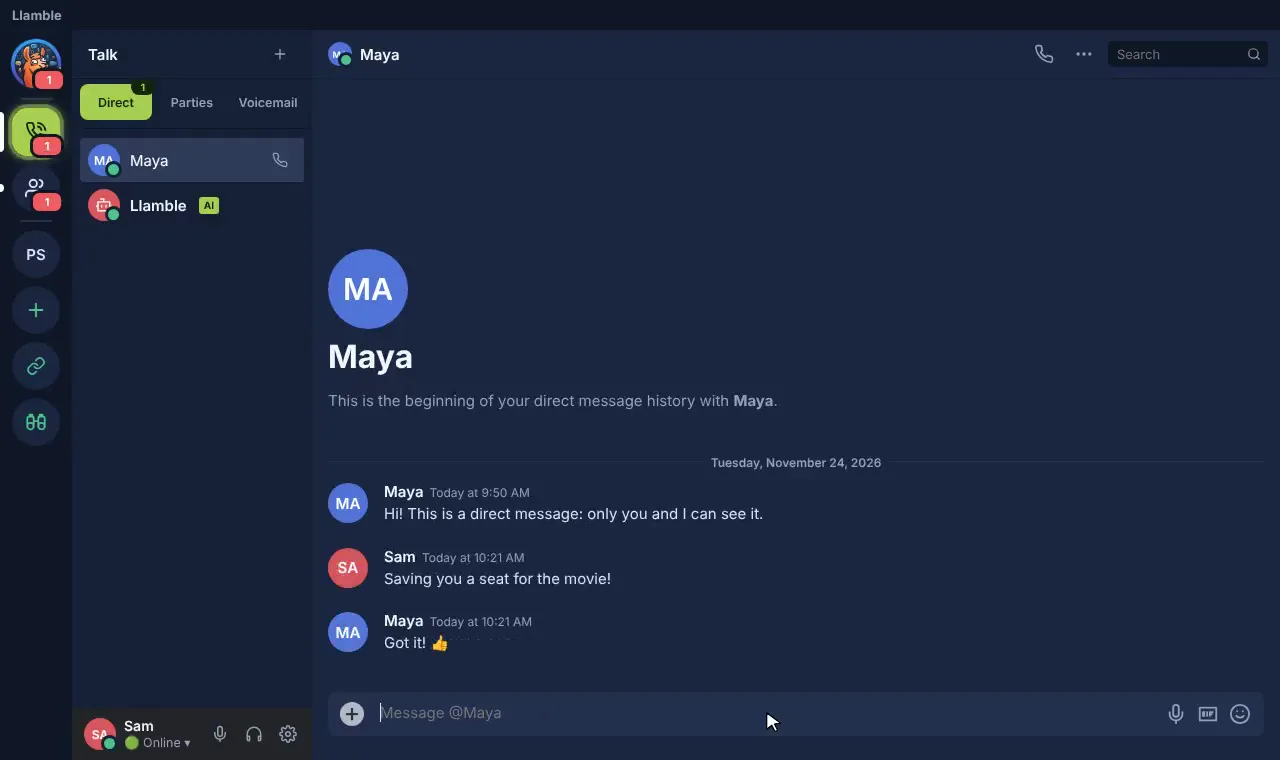 Llamble
1
1
1
PS
Talk
Direct
1
Parties
Voicemail
MA
Maya
Llamble
AI
SA
Sam
Online ▾
Maya
Search
MA
Maya
This is the beginning of your direct message history with Maya.
Tuesday, November 24, 2026
MA
Maya Today at 9:50 AM
Hi! This is a direct message: only you and I can see it.
SA
Sam Today at 10:21 AM
Saving you a seat for the movie!
MA
Maya Today at 10:21 AM
Got it! 👍
Message @Maya
GIF